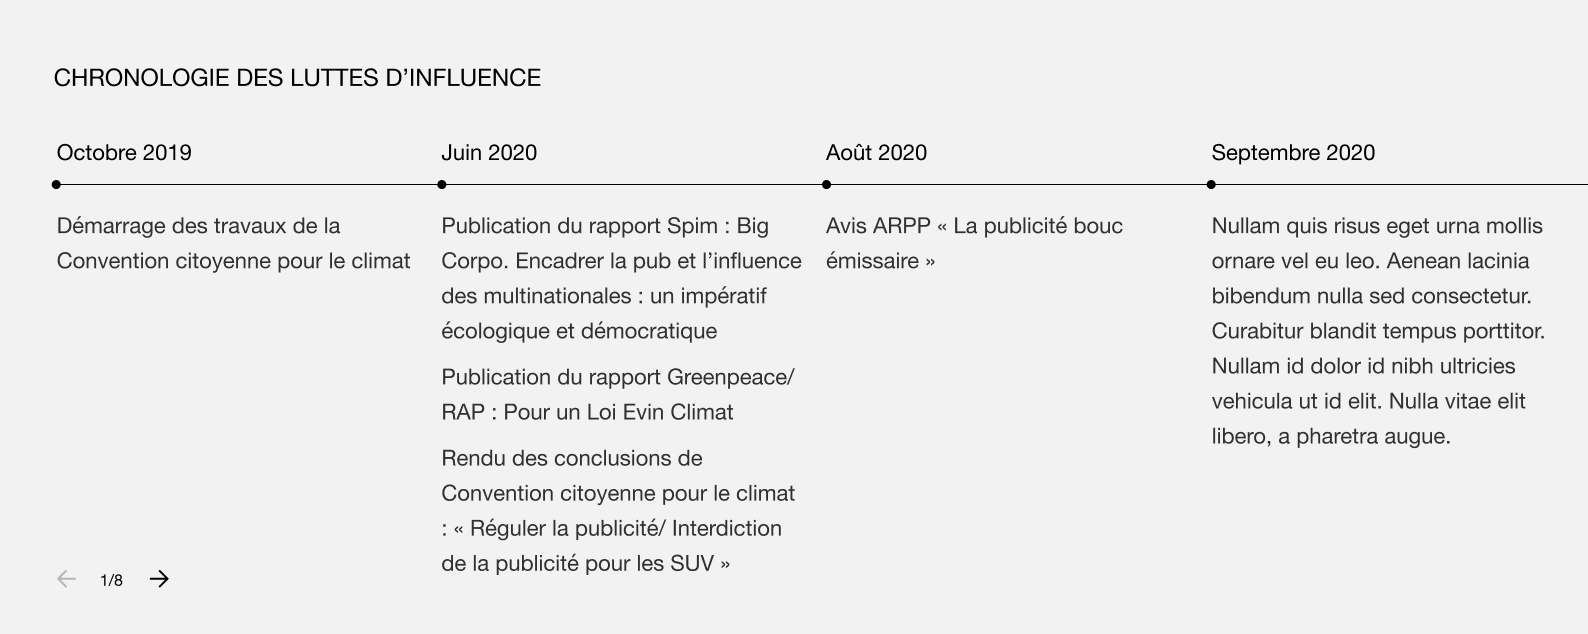 CHRONOLOGIE DES LUTTES D’INFLUENCE
Octobre 2019
Démarrage des travaux de la
Convention citoyenne pour le climat
Juin 2020
Publication du rapport Spim : Big
Corpo. Encadrer la pub et l’influence
des multinationales : un impératif
écologique et démocratique
Publication du rapport Greenpeace/
RAP : Pour un Loi Evin Climat
Rendu des conclusions de
Convention citoyenne pour le climat
: « Réguler la publicité/ Interdiction
de la publicité pour les SUV »
Août 2020
Avis ARPP « La publicité bouc
émissaire »
Septembre 2020
Nullam quis risus eget urna mollis
ornare vel eu leo. Aenean lacinia
bibendum nulla sed consectetur.
Curabitur blandit tempus porttitor.
Nullam id dolor id nibh ultricies
vehicula ut id elit. Nulla vitae elit
libero, a pharetra augue.
1/8